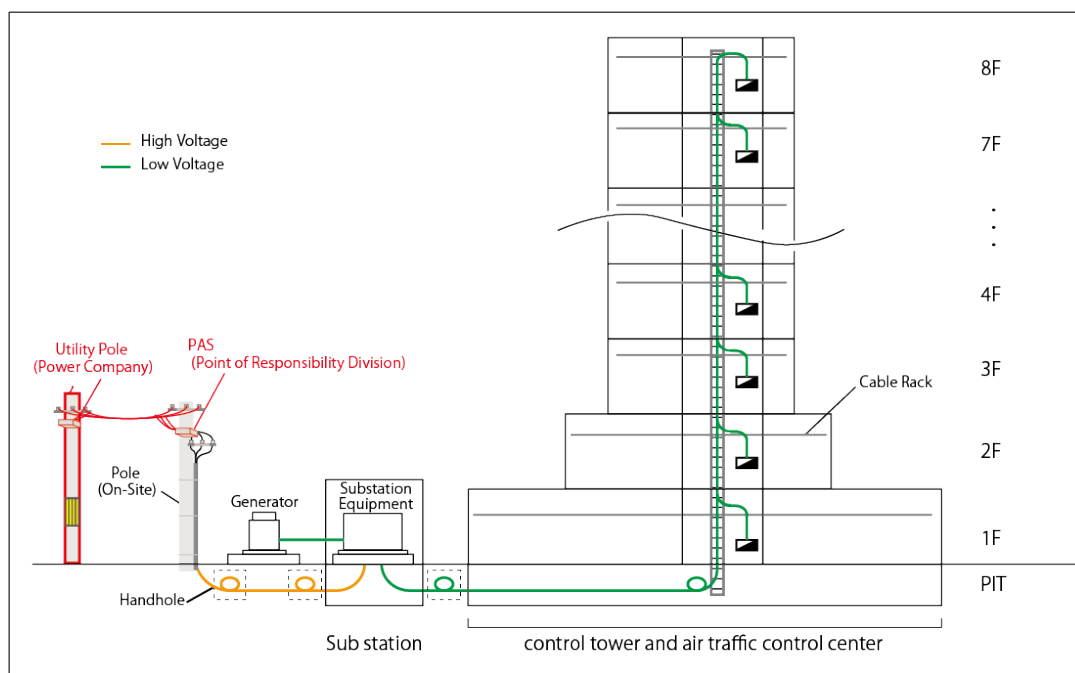 High Voltage
Low Voltage
8F
7F
4F
3F
2F
1F
PIT
Utility Pole
(Power Company)
PAS
(Point of Responsibility Division)
Cable Rack
Pole
(On-Site)
Generator
Substation
Equipment
Handhole
Sub station
control tower and air traffic control center